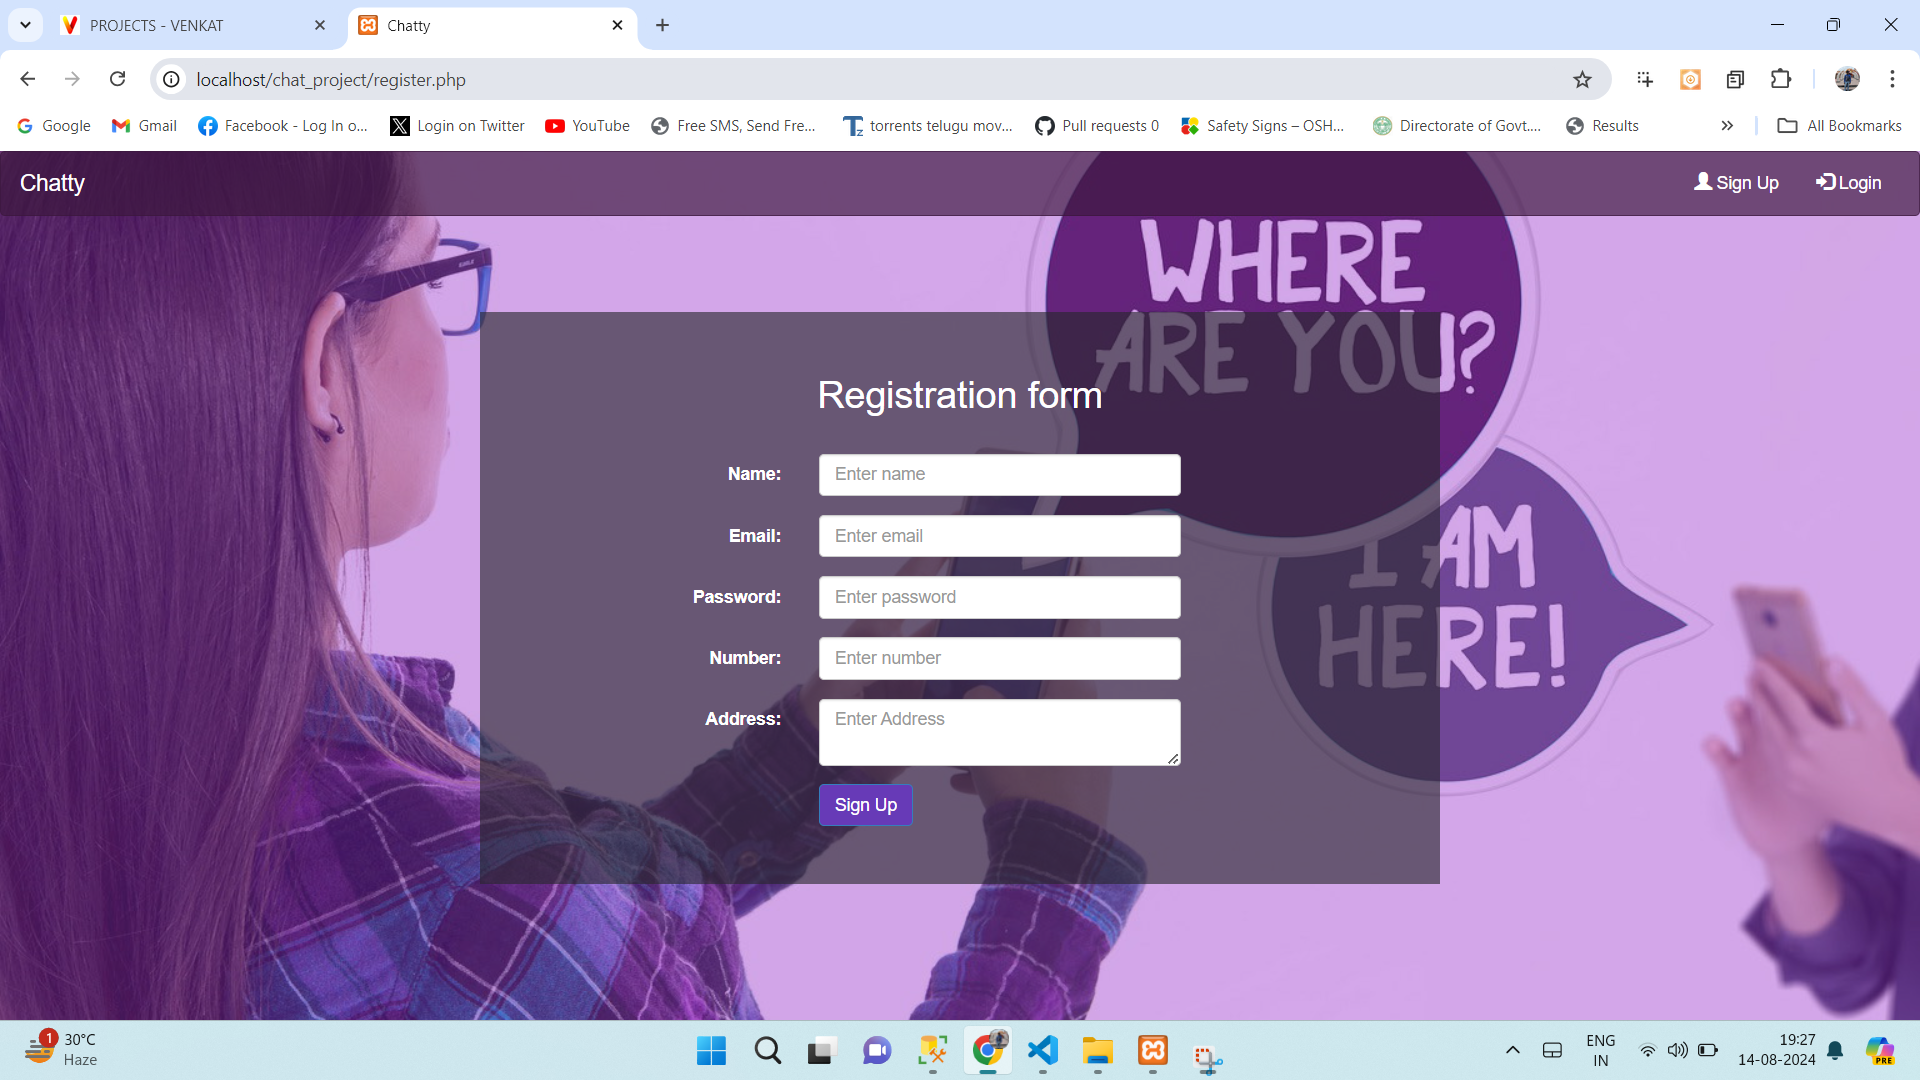 PROJECTS - VENKAT
Chatty
localhost/chat_project/register.php
Google
Gmail
Facebook - Log In o...
Login on Twitter
YouTube
Free SMS, Send Fre...
torrents telugu mov...
Pull requests 0
Safety Signs – OSH...
Directorate of Govt....
Results
All Bookmarks
Chatty
Sign Up
Login
WHERE
ARE YOU?
I AM
HERE!
Registration form
Name:
Enter name
Email:
Enter email
Password:
Enter password
Number:
Enter number
Address:
Enter Address
Sign Up
1
30°C
Haze
ENG
IN
19:27
14-08-2024
PRE